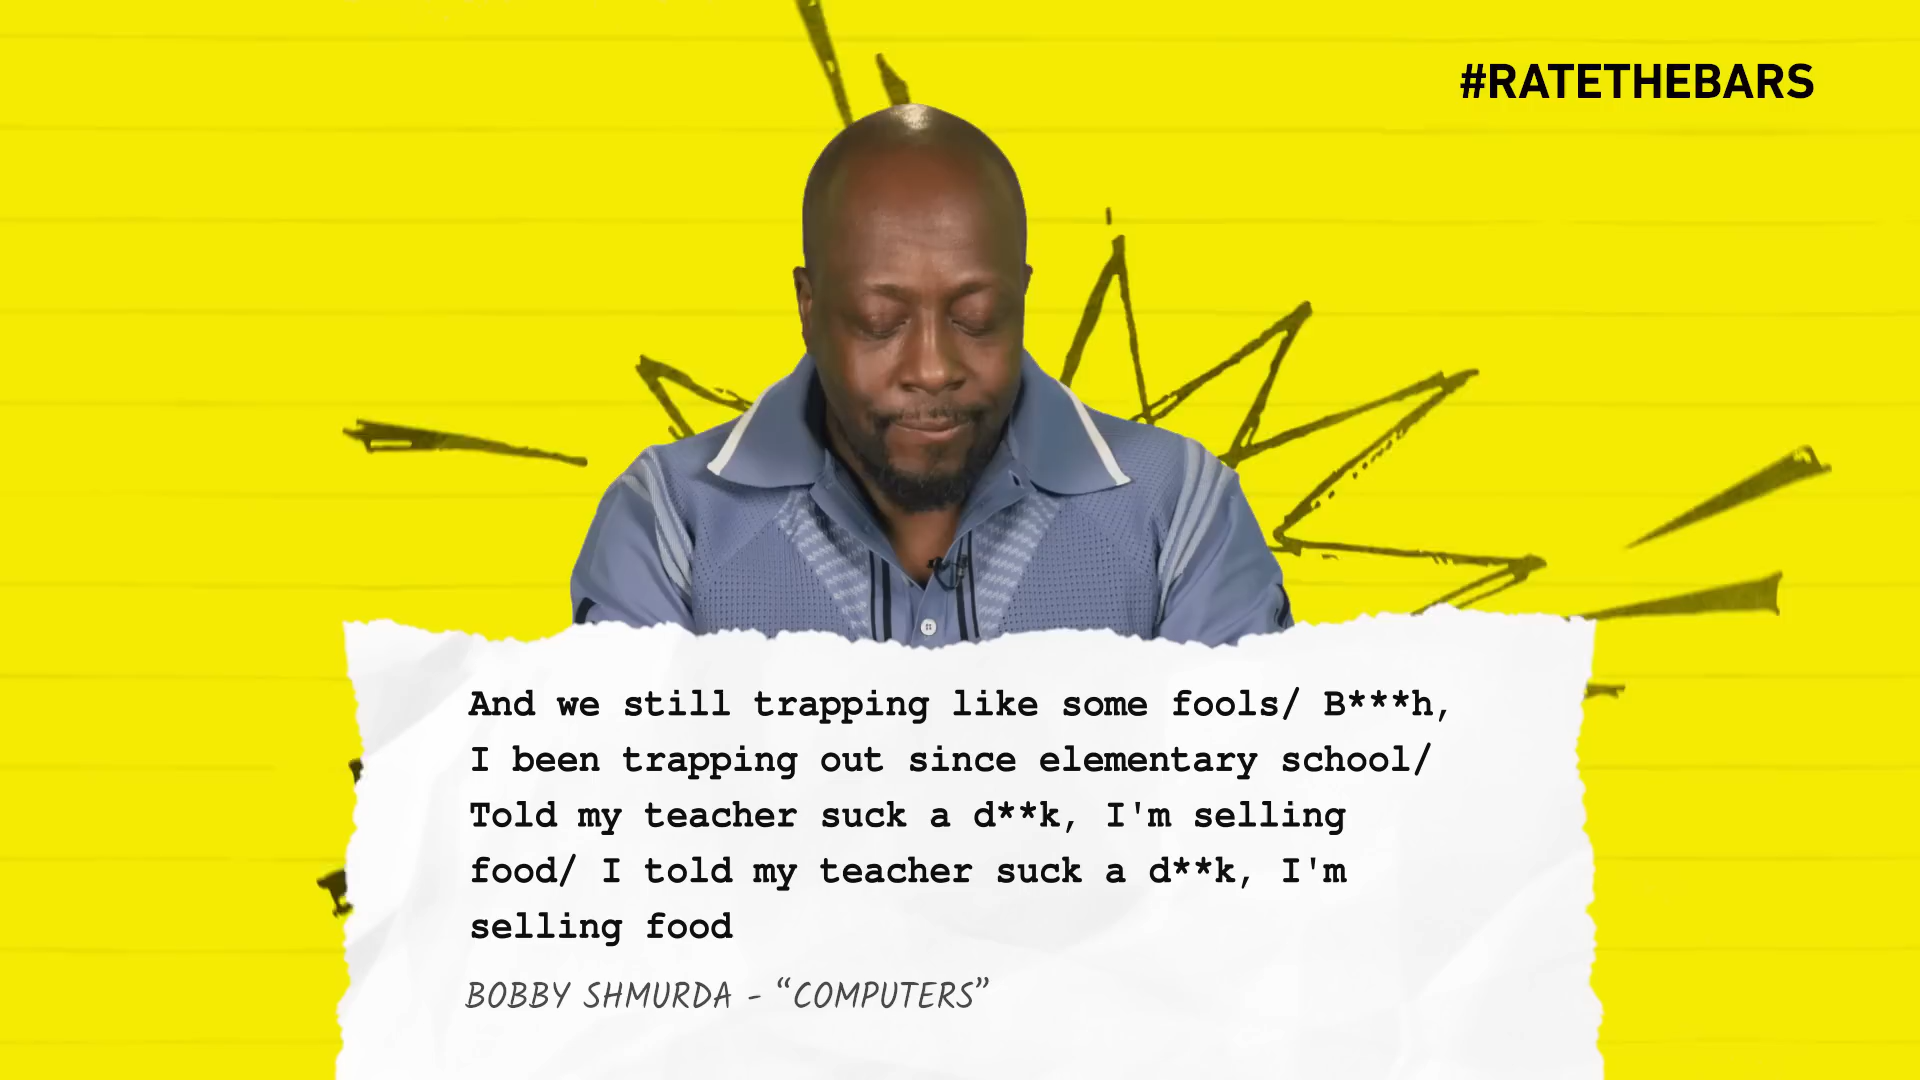 #RATETHEBARS
And we still trapping like some fools/ B***h,
I been trapping out since elementary school/
Told my teacher suck a d**k, I'm selling
food/ I told my teacher suck a d**k, I'm
selling food
BOBBY SHMURDA - “COMPUTERS”